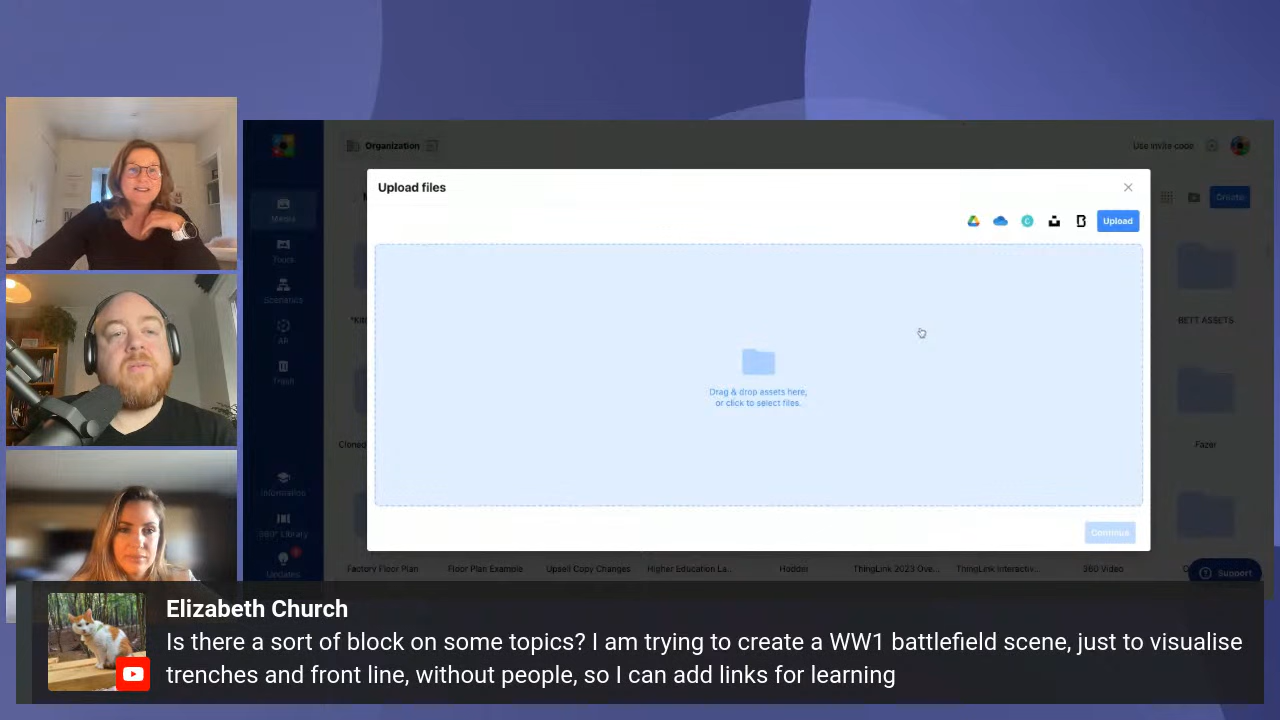 Organization
Use invite code
Upload files
Create
Upload
Media
Tours
Scenarios
AR
Trash
BETT ASSETS
Drag & drop assets here,
or click to select files.
Cloned
Fazer
Information
360° Library
Updates
Continue
Factory Floor Plan
Floor Plan Example
Upsell Copy Changes
Higher Education La...
Hodder
ThingLink 2023 Ove...
ThingLink Interactiv...
360 Video
Support
Elizabeth Church
Is there a sort of block on some topics? I am trying to create a WW1 battlefield scene, just to visualise
trenches and front line, without people, so I can add links for learning